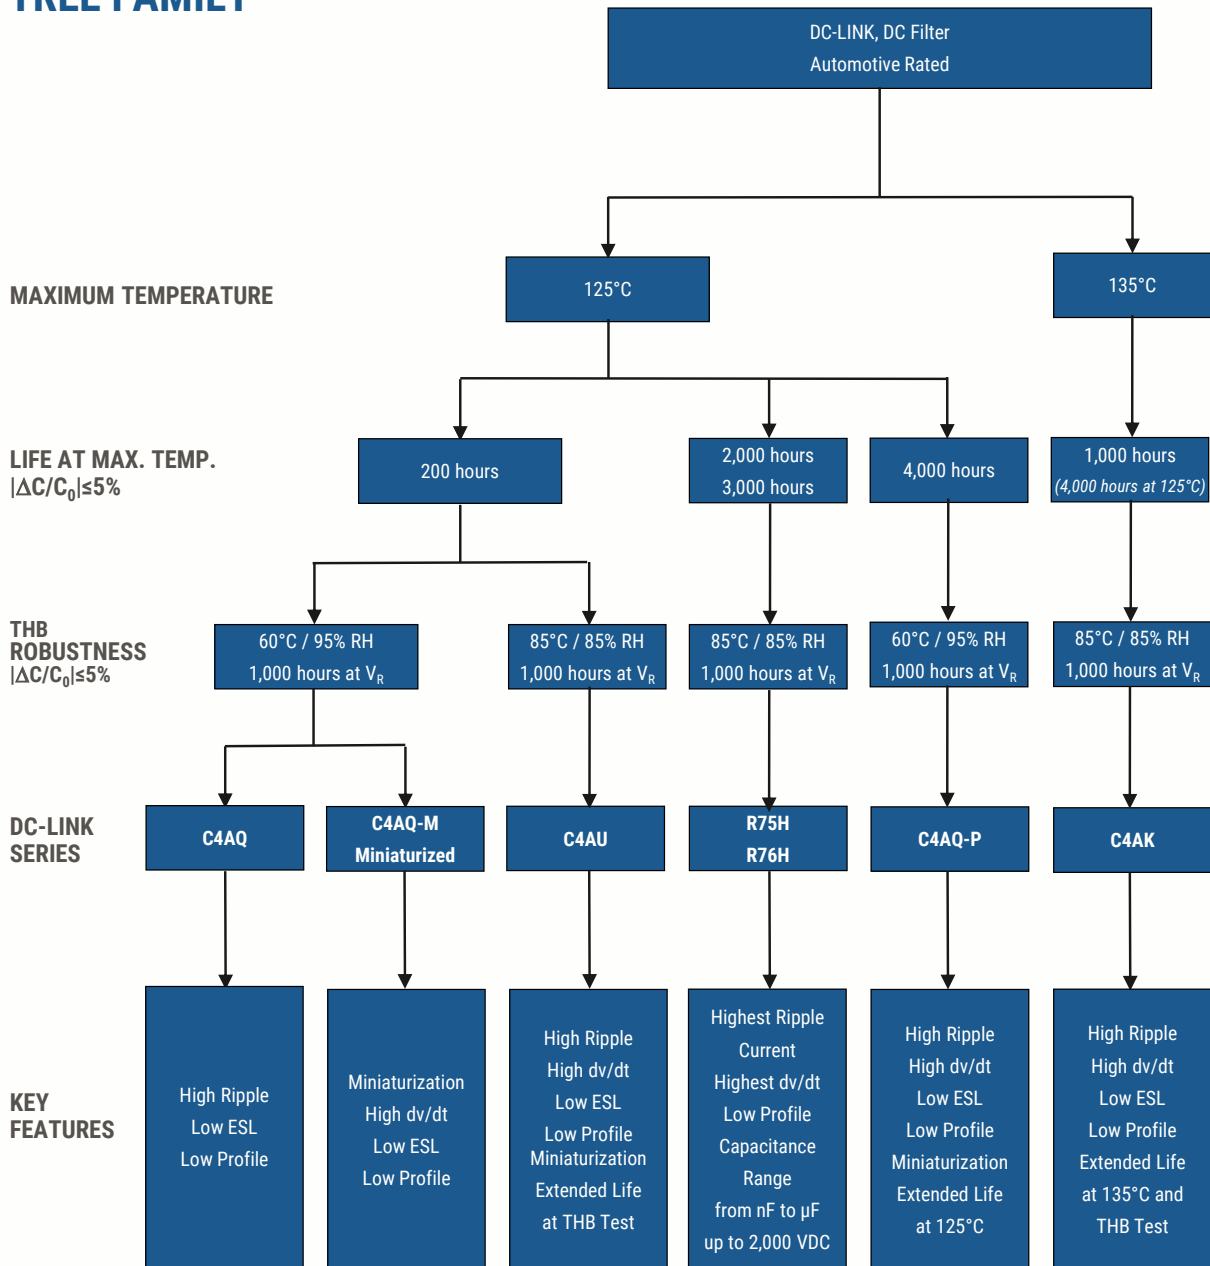 TREE FAMILY
DC-LINK, DC Filter
Automotive Rated
MAXIMUM TEMPERATURE
125°C
135°C
LIFE AT MAX. TEMP.
|ΔC/C₀|≤5%
200 hours
2,000 hours
3,000 hours
4,000 hours
1,000 hours
(4,000 hours at 125°C)
THB
ROBUSTNESS
|ΔC/C₀|≤5%
60°C / 95% RH
1,000 hours at VR
85°C / 85% RH
1,000 hours at VR
85°C / 85% RH
1,000 hours at VR
60°C / 95% RH
1,000 hours at VR
85°C / 85% RH
1,000 hours at VR
DC-LINK
SERIES
C4AQ
C4AQ-M
Miniaturized
C4AU
R75H
R76H
C4AQ-P
C4AK
KEY
FEATURES
High Ripple
Low ESL
Low Profile
Miniaturization
High dv/dt
Low ESL
Low Profile
High Ripple
High dv/dt
Low ESL
Low Profile
Miniaturization
Extended Life
at THB Test
Highest Ripple
Current
Highest dv/dt
Low Profile
Capacitance
Range
from nF to µF
up to 2,000 VDC
High Ripple
High dv/dt
Low ESL
Low Profile
Miniaturization
Extended Life
at 125°C
High Ripple
High dv/dt
Low ESL
Low Profile
Extended Life
at 135°C and
THB Test